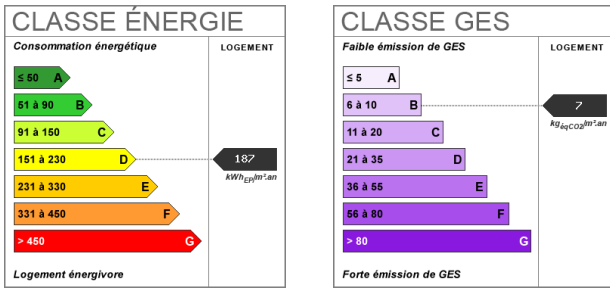 CLASSE ÉNERGIE
Consommation énergétique
LOGEMENT
≤ 50 A
51 à 90 B
91 à 150 C
151 à 230 D
187
kWhEP/m².an
231 à 330 E
331 à 450 F
> 450 G
Logement énergivore
CLASSE GES
Faible émission de GES
LOGEMENT
≤ 5 A
6 à 10 B
7
kgéqCO2/m².an
11 à 20 C
21 à 35 D
36 à 55 E
56 à 80 F
> 80 G
Forte émission de GES